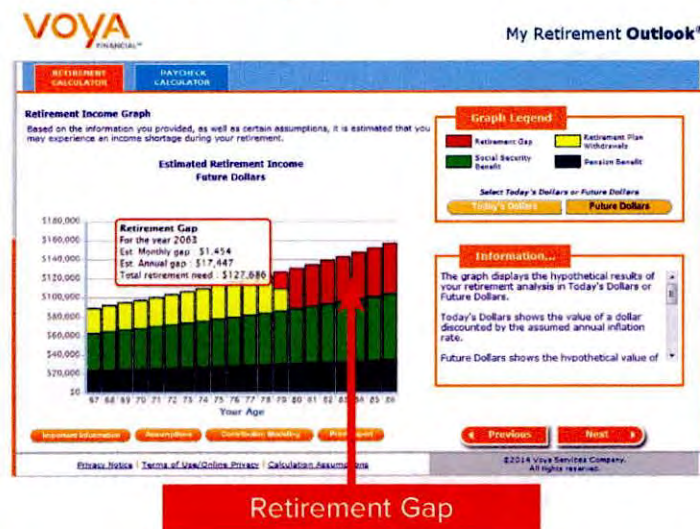 VOYA
FINANCIAL™
My Retirement Outlook®
RETIREMENT
CALCULATOR
PAYCHECK
CALCULATOR
Retirement Income Graph
Based on the information you provided, as well as certain assumptions, it is estimated that you
may experience an income shortage during your retirement.
Estimated Retirement Income
Future Dollars
$180,000
$160,000
$140,000
$120,000
$100,000
$80,000
$60,000
$40,000
$20,000
$0
Retirement Gap
For the year 2063
Est. Monthly gap : $1,454
Est. Annual gap : $17,447
Total retirement need : $127,686
67 68 69 70 71 72 73 74 75 76 77 78 79 80 81 82 83 84 85 86
Your Age
Important Information
Assumptions
Contribution Modeling
Print Report
Graph Legend
Retirement Gap
Retirement Plan
Withdrawals
Social Security
Benefit
Pension Benefit
Select Today's Dollars or Future Dollars
Today's Dollars
Future Dollars
Information...
The graph displays the hypothetical results of
your retirement analysis in Today's Dollars or
Future Dollars.
Today's Dollars shows the value of a dollar
discounted by the assumed annual inflation
rate.
Future Dollars shows the hypothetical value of
Previous
Next
Privacy Notice | Terms of Use/Online Privacy | Calculation Assumptions
©2014 Voya Services Company.
All rights reserved.
Retirement Gap